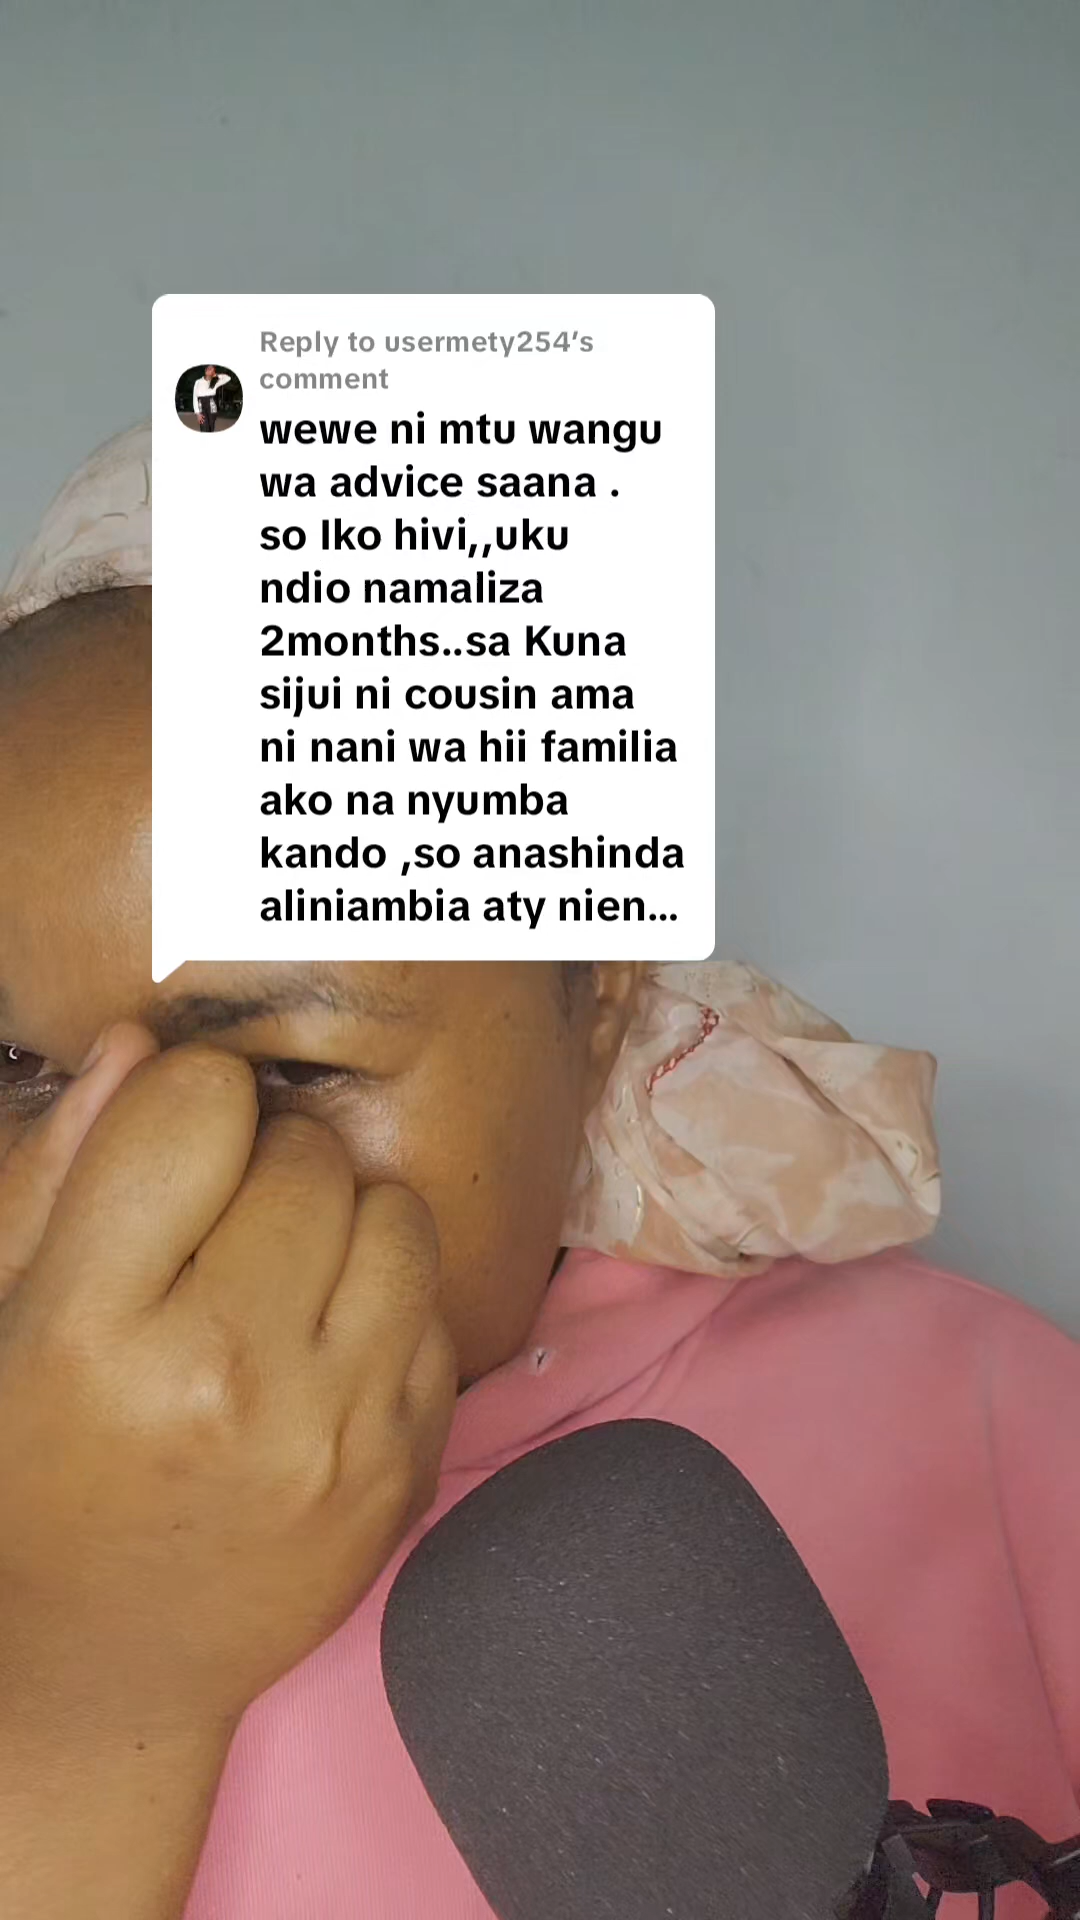 Reply to usermety254's
comment
wewe ni mtu wangu
wa advice saana .
so Iko hivi,,uku
ndio namaliza
2months..sa Kuna
sijui ni cousin ama
ni nani wa hii familia
ako na nyumba
kando ,so anashinda
aliniambia aty nien...